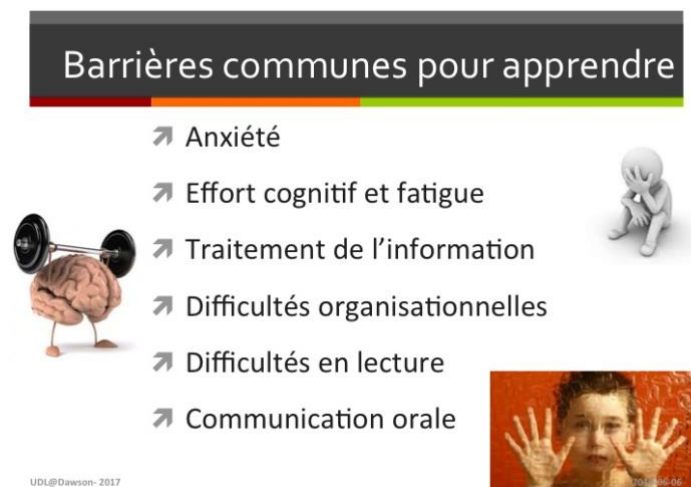 Barrières communes pour apprendre
Anxiété
Effort cognitif et fatigue
Traitement de l'information
Difficultés organisationnelles
Difficultés en lecture
Communication orale
UDL@Dawson- 2017